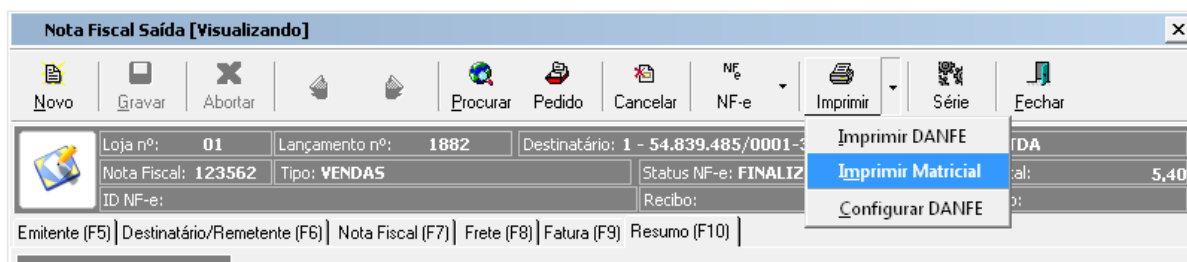 Nota Fiscal Saída [Visualizando]
Novo Gravar Abortar Procurar Pedido Cancelar NF-e Imprimir Série Fechar
Imprimir DANFE
Imprimir Matricial
Configurar DANFE
Loja nº: 01 Lançamento nº: 1882 Destinatário: 1 - 54.839.485/0001-3 TDA
Nota Fiscal: 123562 Tipo: VENDAS Status NF-e: FINALIZ al: 5,40
ID NF-e: Recibo: o:
Emitente (F5) Destinatário/Remetente (F6) Nota Fiscal (F7) Frete (F8) Fatura (F9) Resumo (F10)